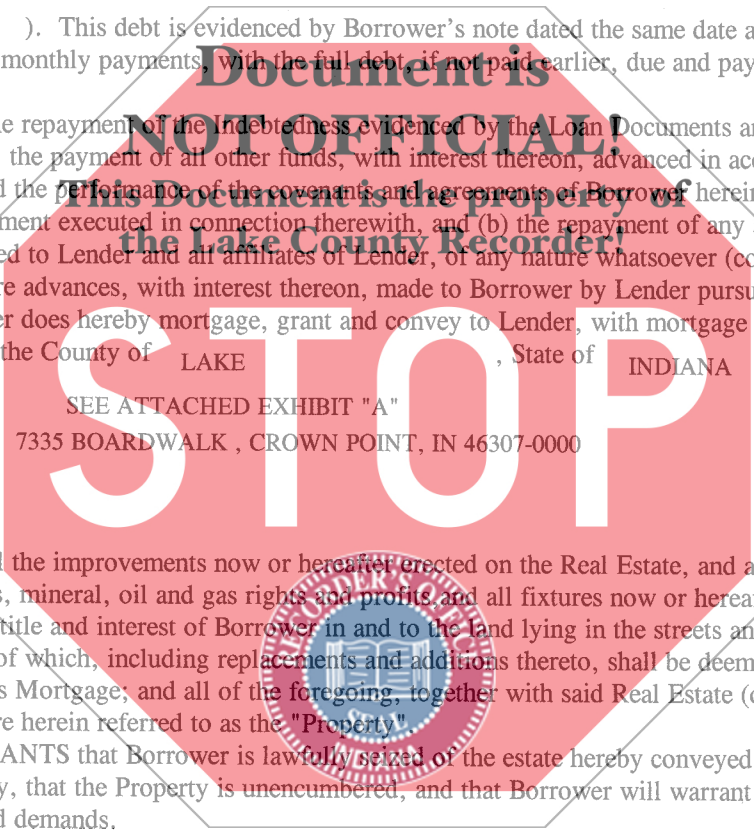 ). This debt is evidenced by Borrower's note dated the same date a
Document is
monthly payments, with the full debt, if not paid earlier, due and pay
NOT OFFICIAL!
e repayment of the Indebtedness evidenced by the Loan Documents a
the payment of all other funds, with interest thereon, advanced in acc
This Document is the property of
d the performance of the covenants and agreements of Borrower herein
ment executed in connection therewith, and (b) the repayment of any
the Lake County Recorder!
ed to Lender and all affiliates of Lender, of any nature whatsoever (co
re advances, with interest thereon, made to Borrower by Lender pursu
er does hereby mortgage, grant and convey to Lender, with mortgage
the County of LAKE , State of INDIANA
STOP
SEE ATTACHED EXHIBIT "A"
7335 BOARDWALK , CROWN POINT, IN 46307-0000
l the improvements now or hereafter erected on the Real Estate, and a
s, mineral, oil and gas rights and profits, and all fixtures now or herea
title and interest of Borrower in and to the land lying in the streets an
of which, including replacements and additions thereto, shall be deem
s Mortgage; and all of the foregoing, together with said Real Estate (
re herein referred to as the "Property".
ANTS that Borrower is lawfully seized of the estate hereby conveyed
y, that the Property is unencumbered, and that Borrower will warrant
d demands.
RECORDER'S OF
SEAL
INDIANA